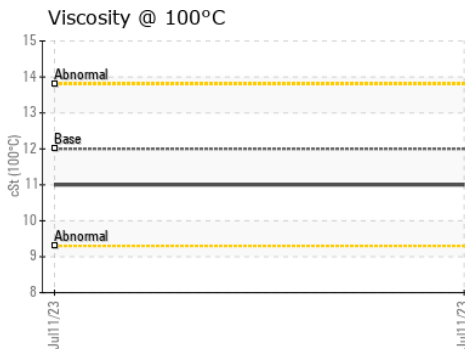 Viscosity @ 100°C
cSt (100°C)
15
14
13
12
11
10
9
8
Abnormal
Base
Abnormal
Jul11/23
Jul11/23